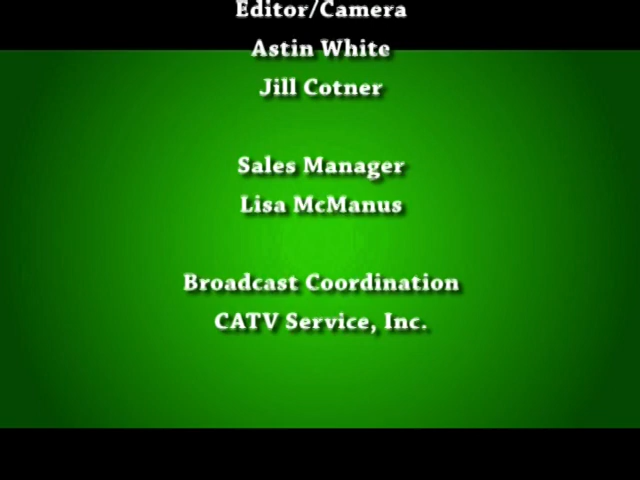 Editor/Camera
Astin White
Jill Cotner
Sales Manager
Lisa McManus
Broadcast Coordination
CATV Service, Inc.